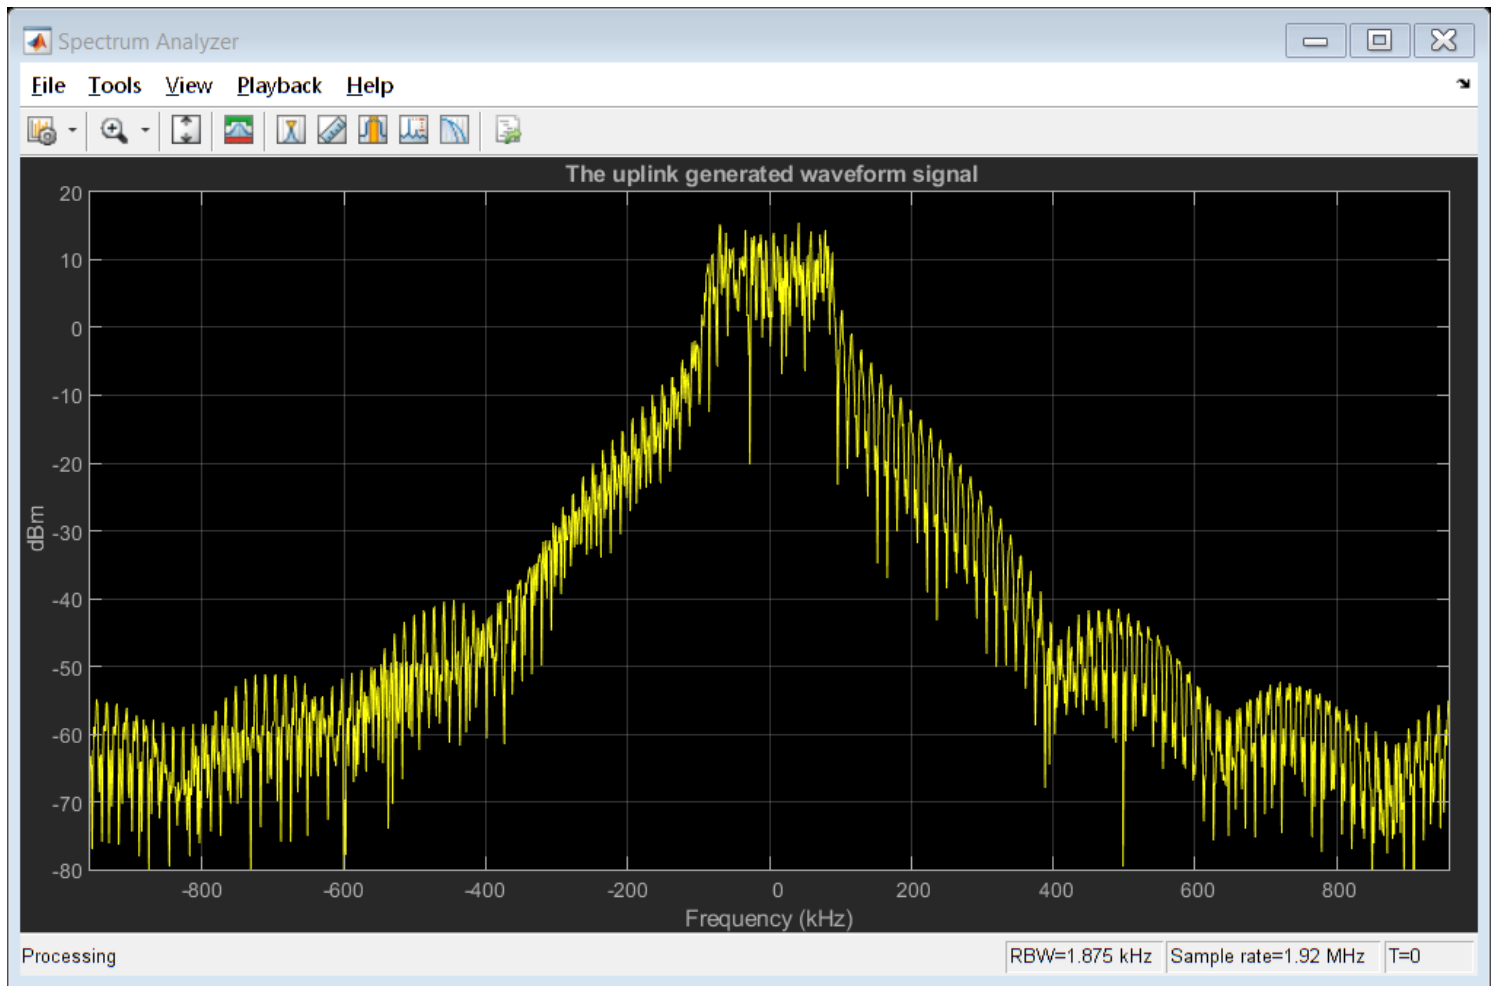 Spectrum Analyzer
File Tools View Playback Help
The uplink generated waveform signal
20
10
0
-10
-20
-30
-40
-50
-60
-70
-80
dBm
-800 -600 -400 -200 0 200 400 600 800
Frequency (kHz)
Processing RBW=1.875 kHz Sample rate=1.92 MHz T=0